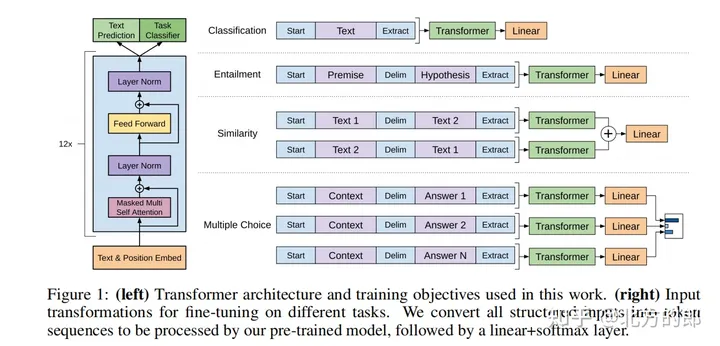 Text Prediction
Task Classifier
Layer Norm
Feed Forward
12x
Layer Norm
Masked Multi Self Attention
Text & Position Embed
Classification Start Text Extract Transformer Linear
Entailment Start Premise Delim Hypothesis Extract Transformer Linear
Similarity
Start Text 1 Delim Text 2 Extract Transformer
Start Text 2 Delim Text 1 Extract Transformer
Linear
Multiple Choice
Start Context Delim Answer 1 Extract Transformer Linear
Start Context Delim Answer 2 Extract Transformer Linear
Start Context Delim Answer N Extract Transformer Linear
Figure 1: (left) Transformer architecture and training objectives used in this work. (right) Input
transformations for fine-tuning on different tasks. We convert all structured inputs into token
sequences to be processed by our pre-trained model, followed by a linear+softmax layer.
知乎 @北方的郎